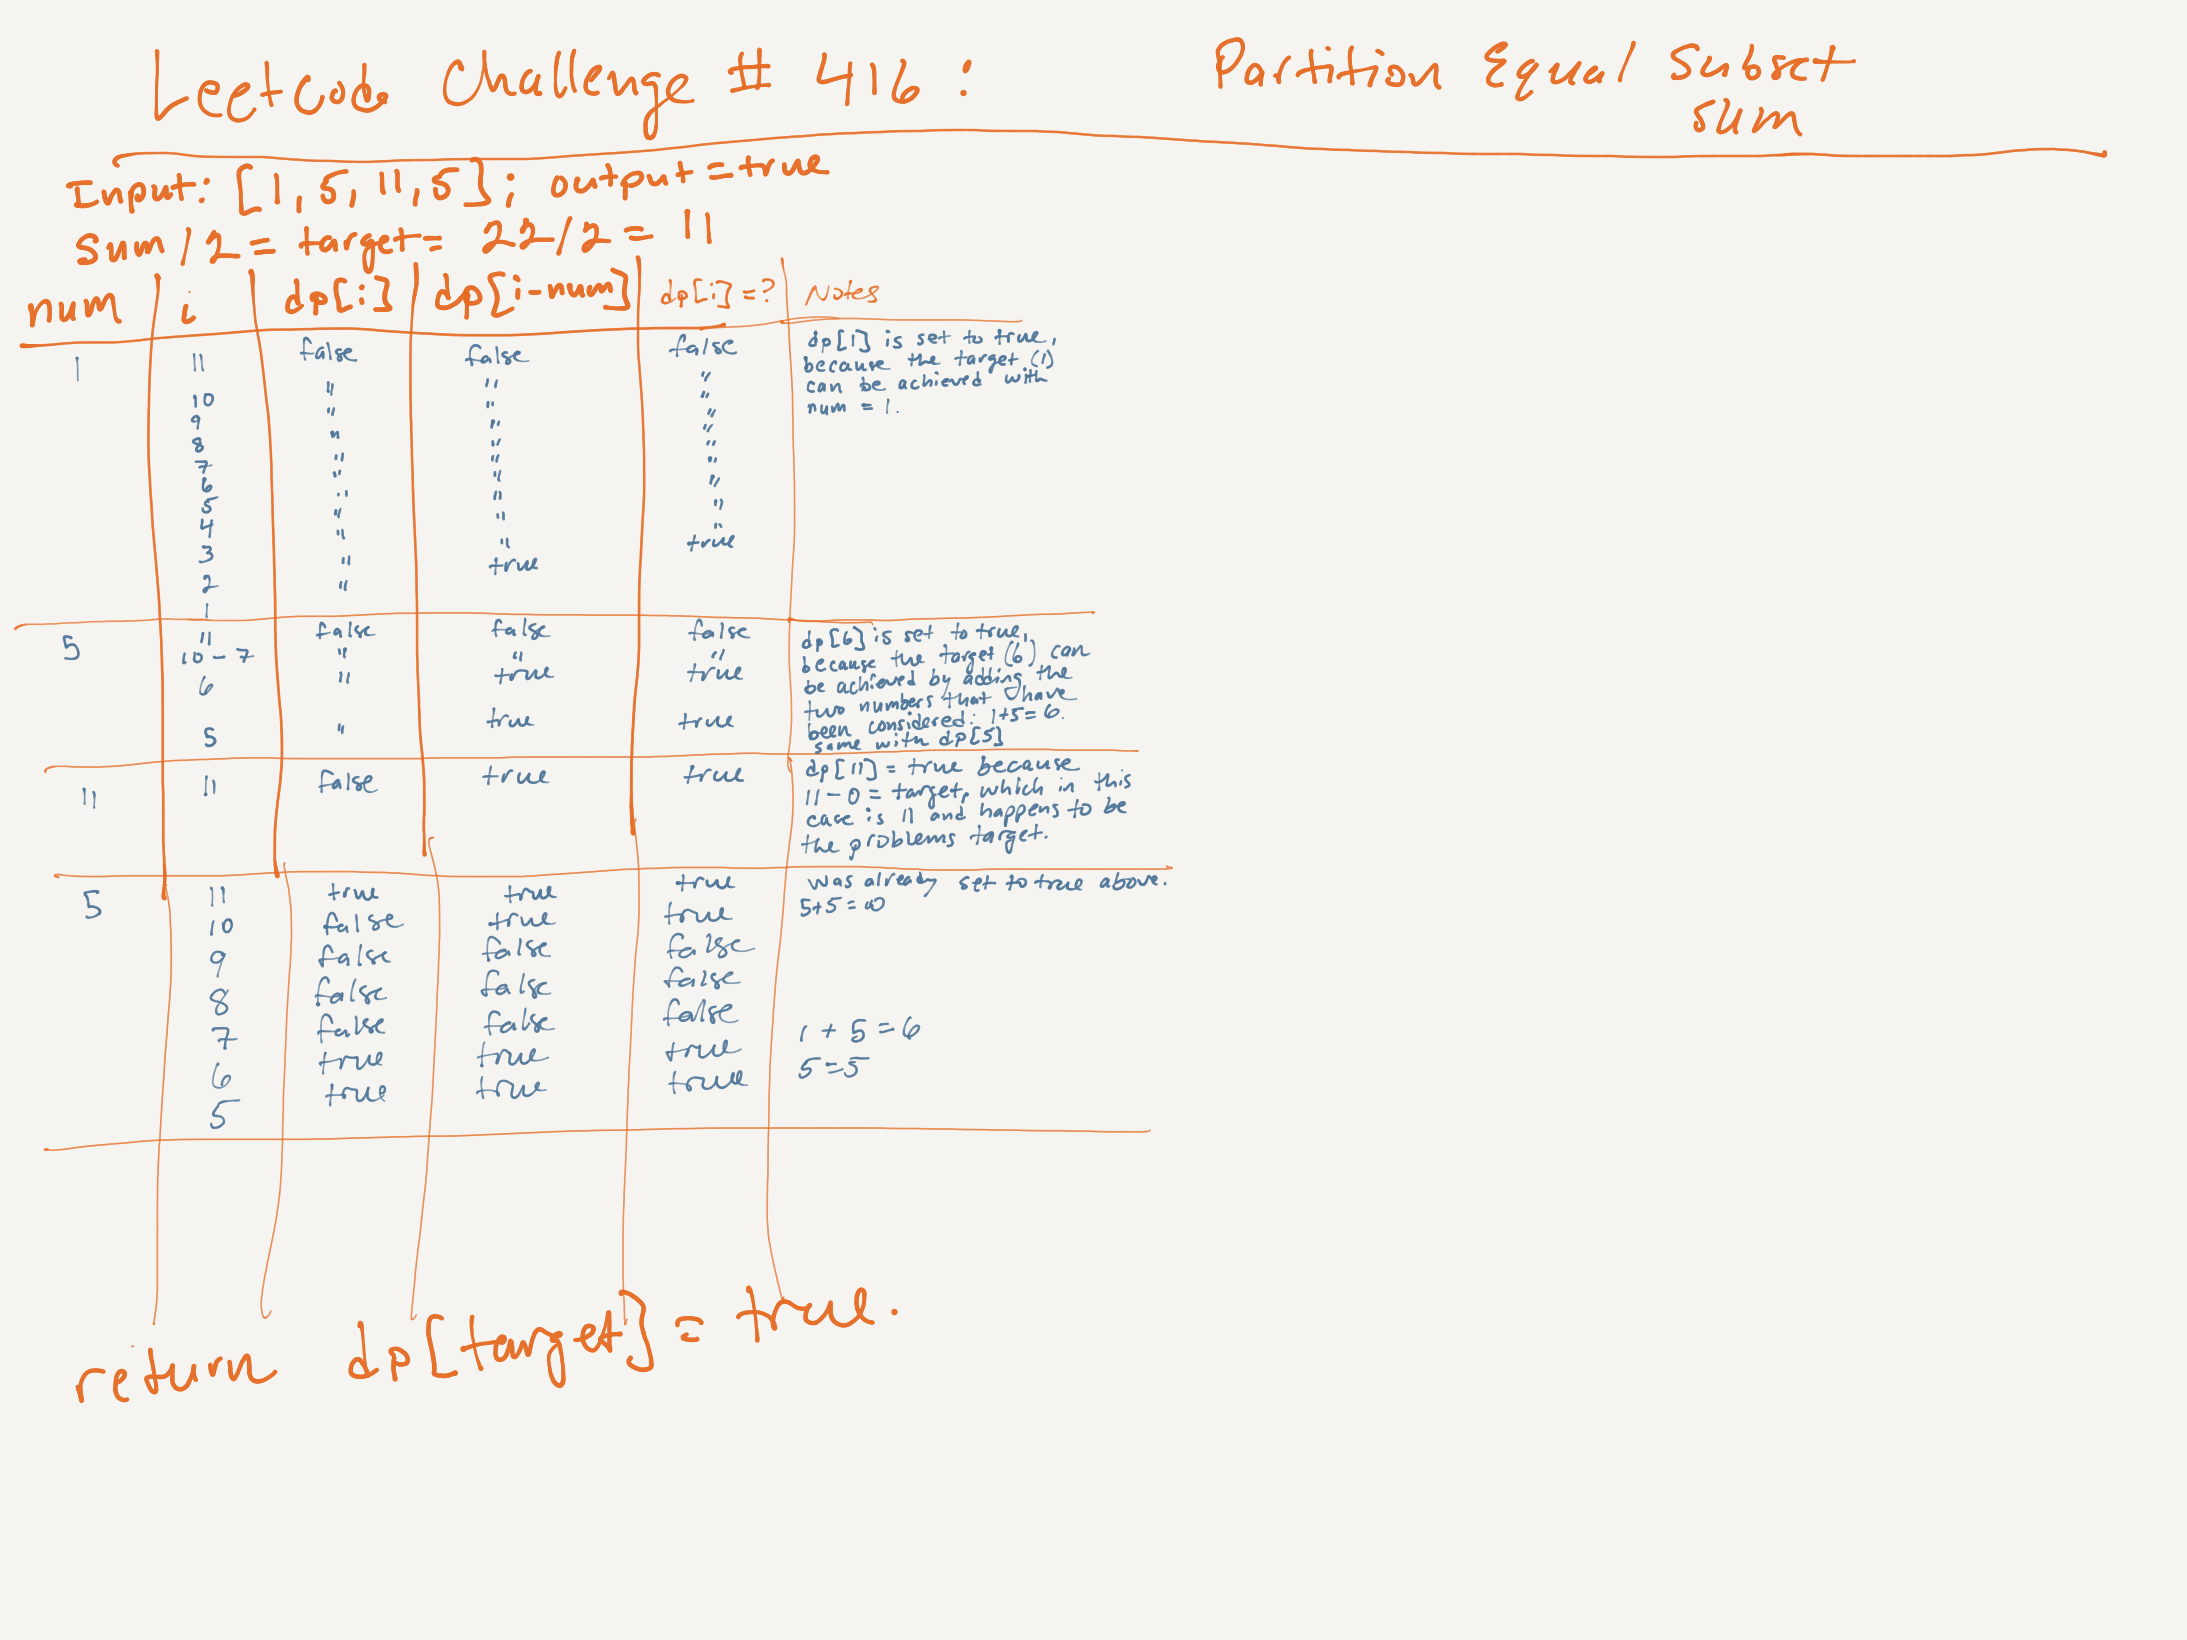 Leetcode Challenge # 416 : Partition Equal Subset
Sum
Input: [1, 5, 11, 5]; output = true
Sum / 2 = target = 22/2 = 11
num i dp[i] dp[i-num] dp[i] = ? Notes
1 11 false false false dp[1] is set to true,
because the target (1)
10 " " " can be achieved with
9 " " " num = 1.
8 " " "
7 " " "
6 " " "
5 " " "
4 " " "
3 " " "
2 " " "
1 " true true
5 11 false false false dp[6] is set to true,
10 - 7 " " " because the target (6) can
6 " true true be achieved by adding the
two numbers that have
5 " true true been considered: 1+5=6.
same with dp[5]
11 11 false true true dp[11] = true because
11 - 0 = target, which in this
case is 11 and happens to be
the problems target.
5 11 true true true was already set to true above.
10 false true true 5+5=10
9 false false false
8 false false false
7 false false false
6 true true true 1 + 5 = 6
5 true true true 5=5
return dp[target] = true.